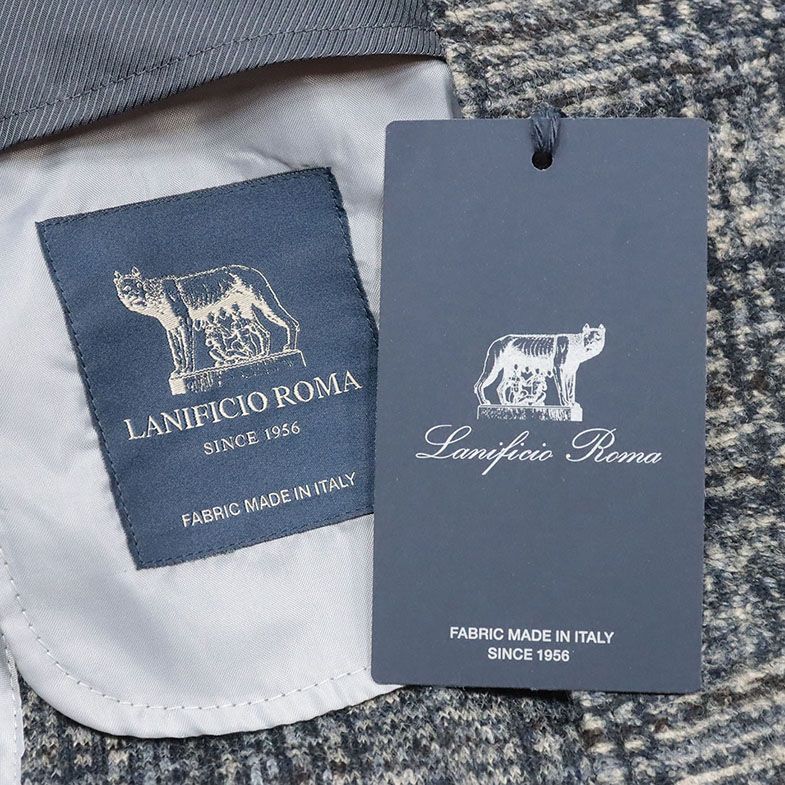 LANIFICIO ROMA
SINCE 1956
FABRIC MADE IN ITALY
Lanificio Roma
FABRIC MADE IN ITALY
SINCE 1956